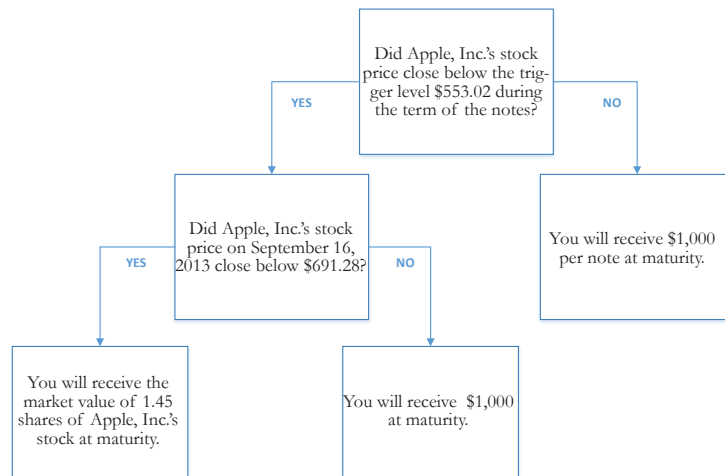 Did Apple, Inc.'s stock
price close below the trig-
ger level $553.02 during
the term of the notes?
YES
NO
Did Apple, Inc.'s stock
price on September 16,
2013 close below $691.28?
You will receive $1,000
per note at maturity.
YES
NO
You will receive the
market value of 1.45
shares of Apple, Inc.'s
stock at maturity.
You will receive $1,000
at maturity.